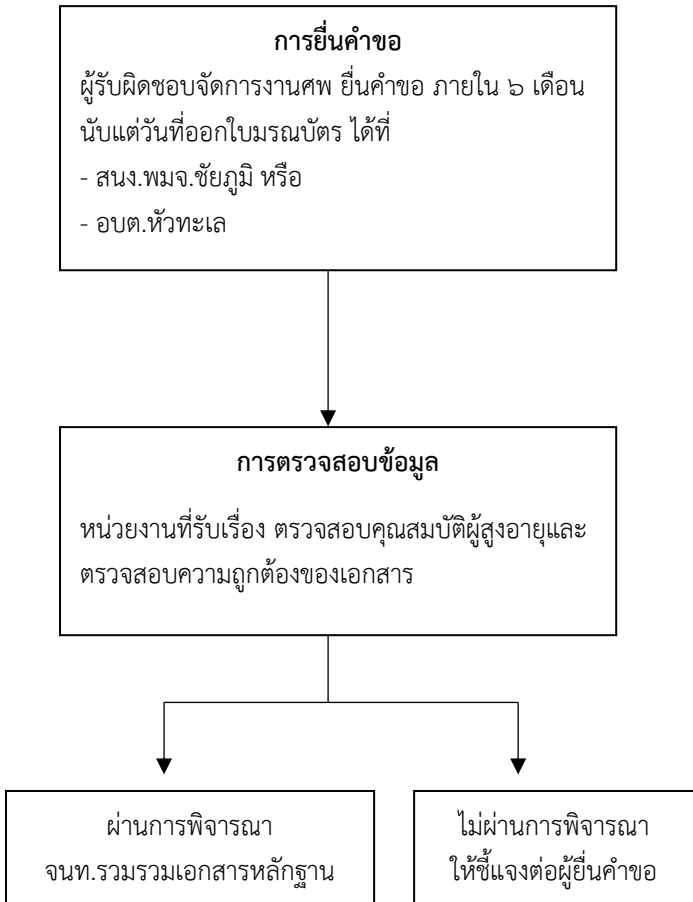 การยื่นคำขอ
ผู้รับผิดชอบจัดการงานศพ ยื่นคำขอ ภายใน ๖ เดือน
นับแต่วันที่ออกใบมรณบัตร ได้ที่
- สนง.พมจ.ชัยภูมิ หรือ
- อบต.หัวทะเล
การตรวจสอบข้อมูล
หน่วยงานที่รับเรื่อง ตรวจสอบคุณสมบัติผู้สูงอายุและ
ตรวจสอบความถูกต้องของเอกสาร
ผ่านการพิจารณา
จนท.รวมรวมเอกสารหลักฐาน
ไม่ผ่านการพิจารณา
ให้ชี้แจงต่อผู้ยื่นคำขอ